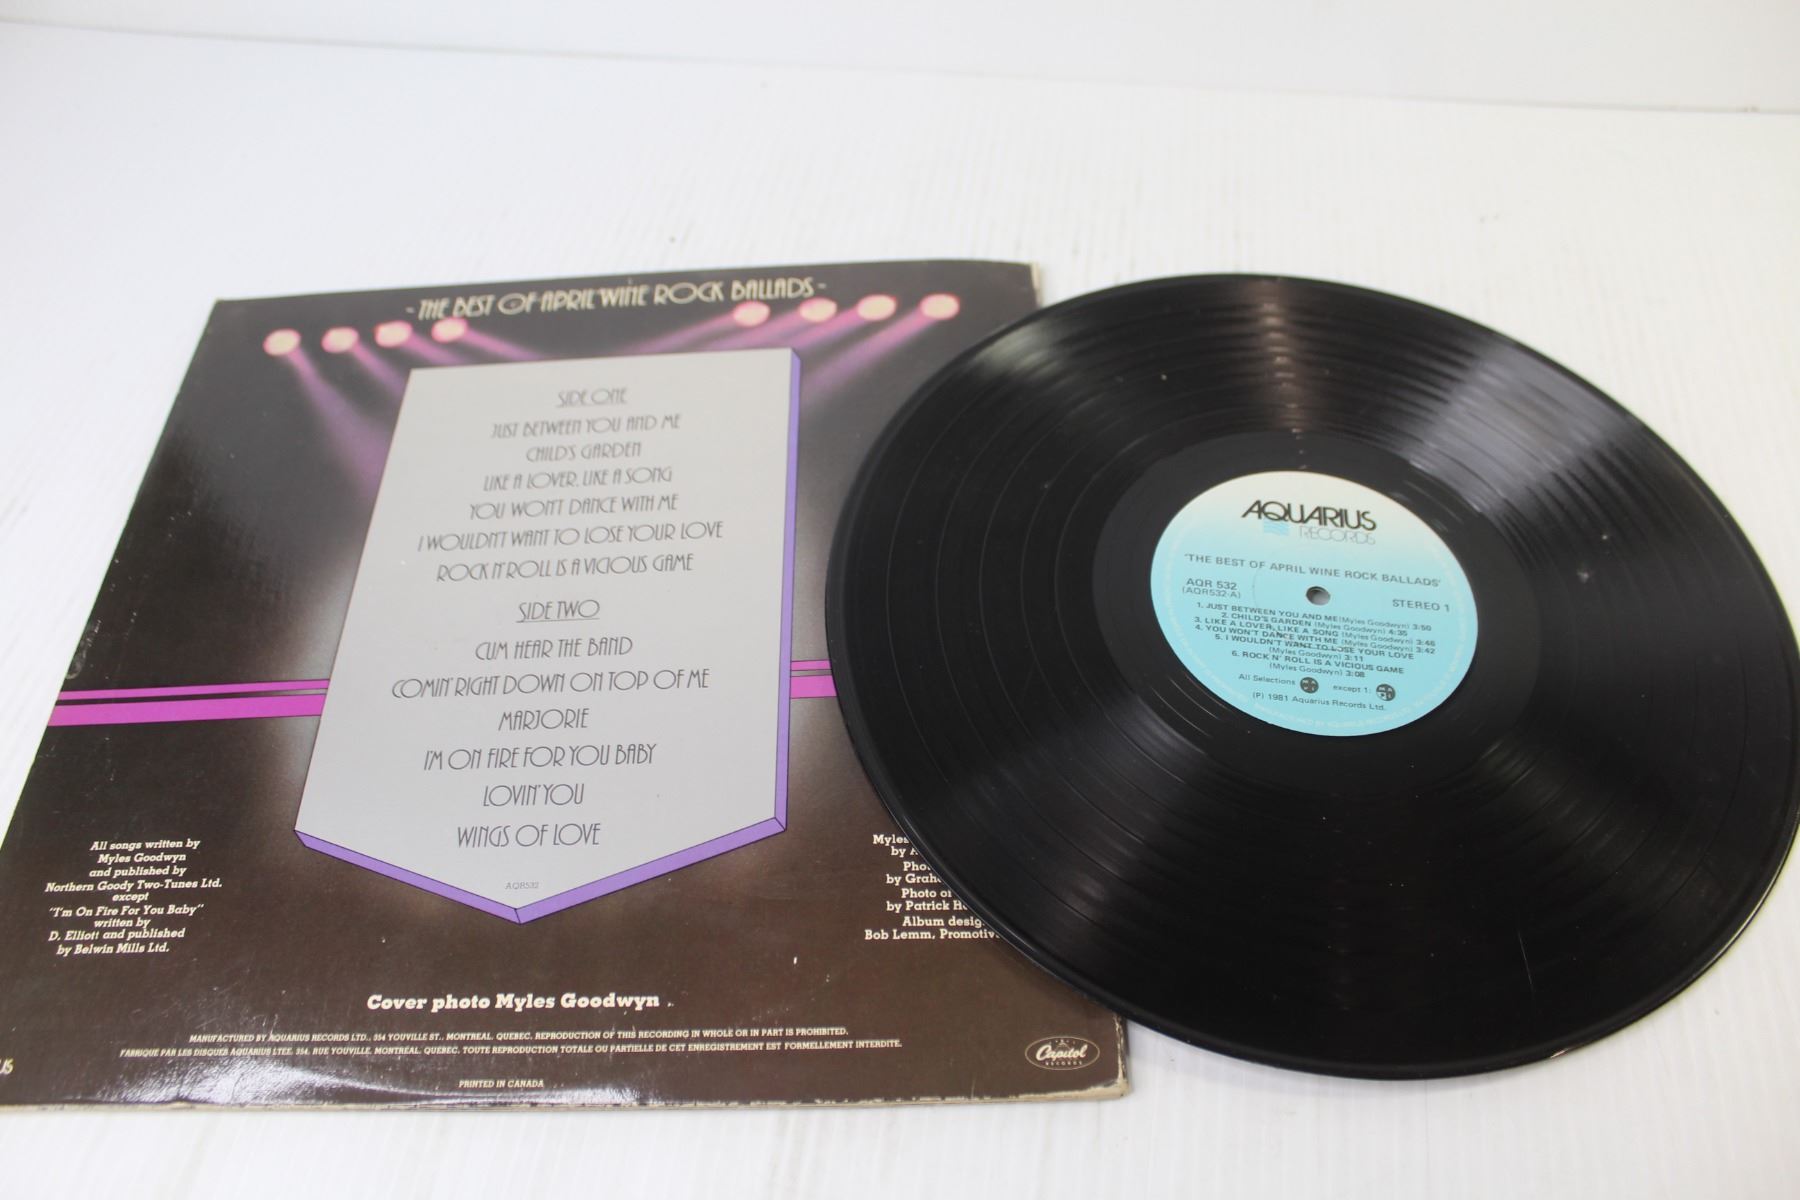 -THE BEST OF APRIL WINE ROCK BALLADS-
SIDE ONE
JUST BETWEEN YOU AND ME
CHILD'S GARDEN
LIKE A LOVER, LIKE A SONG
YOU WON'T DANCE WITH ME
I WOULDN'T WANT TO LOSE YOUR LOVE
ROCK N' ROLL IS A VICIOUS GAME
SIDE TWO
CUM HEAR THE BAND
COMIN' RIGHT DOWN ON TOP OF ME
MARJORIE
I'M ON FIRE FOR YOU BABY
LOVIN' YOU
WINGS OF LOVE
AQR532
All songs written by
Myles Goodwyn
and published by
Northern Goody Two-Tunes Ltd.
except
"I'm On Fire For You Baby"
written by
D. Elliott and published
by Belwin Mills Ltd.
Myles
by
by
Photo
by Patrick
Album
Bob Lemm,
Cover photo Myles Goodwyn
MANUFACTURED BY AQUARIUS RECORDS LTD., 354 YOUVILLE ST., MONTREAL, QUEBEC. REPRODUCTION OF THIS RECORDING IN WHOLE OR IN PART IS PROHIBITED.
FABRIQUE PAR LES DISQUES AQUARIUS LTEE, 354, RUE YOUVILLE, MONTREAL, QUEBEC. TOUTE REPRODUCTION TOTALE OU PARTIELLE DE CET ENREGISTREMENT EST FORMELLEMENT INTERDITE.
PRINTED IN CANADA
Capitol
RECORDS
AQUARIUS
RECORDS
'THE BEST OF APRIL WINE ROCK BALLADS'
AQR 532
(AQR532-A)
STEREO 1
1. JUST BETWEEN YOU AND ME (Myles Goodwyn) 3:50
2. CHILD'S GARDEN (Myles Goodwyn) 4:35
3. LIKE A LOVER, LIKE A SONG (Myles Goodwyn) 3:46
4. YOU WON'T DANCE WITH ME (Myles Goodwyn) 3:42
5. I WOULDN'T WANT TO LOSE YOUR LOVE
(Myles Goodwyn) 3:11
6. ROCK N' ROLL IS A VICIOUS GAME
(Myles Goodwyn) 3:08
All Selections except 1:
(P) 1981 Aquarius Records Ltd.